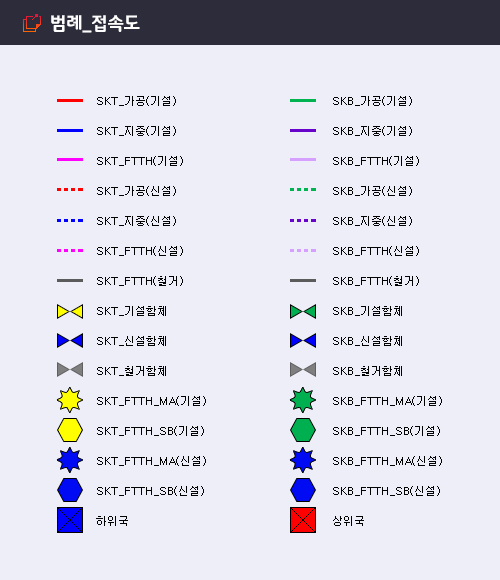 범례_접속도
SKT_가공(기설) SKB_가공(기설)
SKT_지중(기설) SKB_지중(기설)
SKT_FTTH(기설) SKB_FTTH(기설)
SKT_가공(신설) SKB_가공(신설)
SKT_지중(신설) SKB_지중(신설)
SKT_FTTH(신설) SKB_FTTH(신설)
SKT_FTTH(철거) SKB_FTTH(철거)
SKT_기설함체 SKB_기설함체
SKT_신설함체 SKB_신설함체
SKT_철거함체 SKB_철거함체
SKT_FTTH_MA(기설) SKB_FTTH_MA(기설)
SKT_FTTH_SB(기설) SKB_FTTH_SB(기설)
SKT_FTTH_MA(신설) SKB_FTTH_MA(신설)
SKT_FTTH_SB(신설) SKB_FTTH_SB(신설)
하위국 상위국